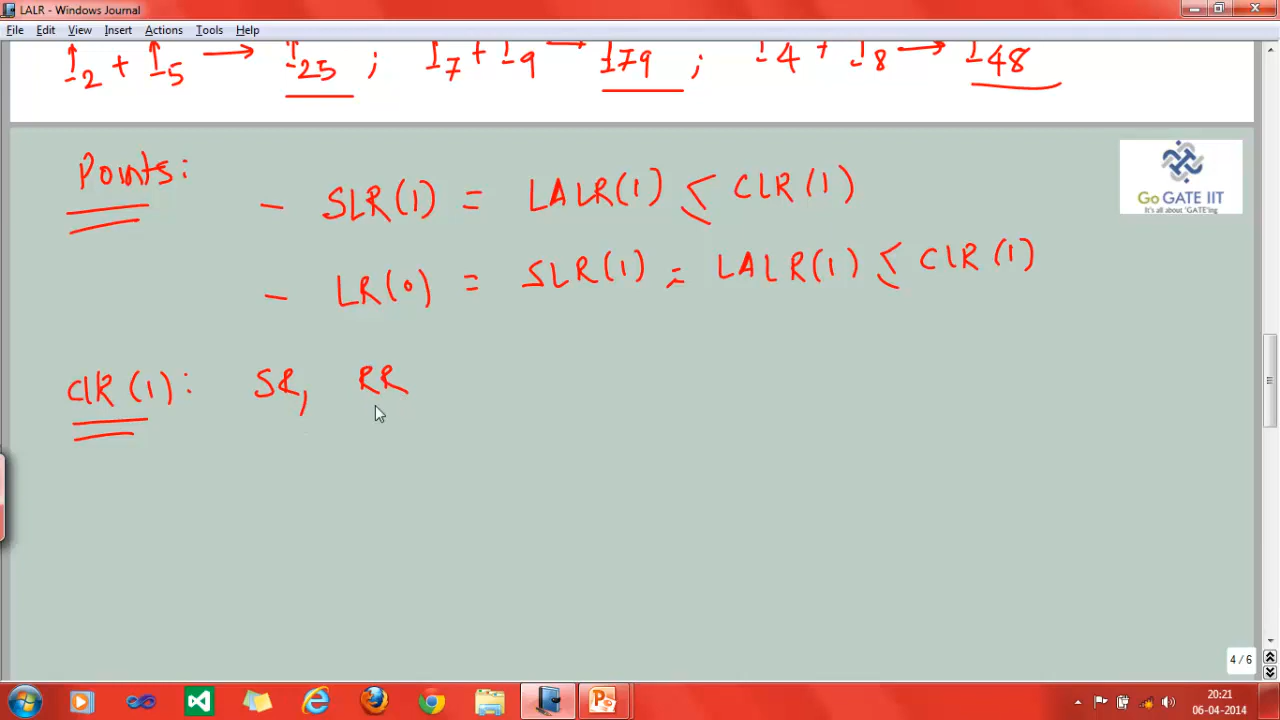 LALR - Windows Journal
File Edit View Insert Actions Tools Help
I2 + I5 → I25 ; I7 + I9 → I79 ; I4 + I8 → I48
Points:
- SLR(1) = LALR(1) ≤ CLR(1)
- LR(0) = SLR(1) = LALR(1) ≤ CLR(1)
CLR(1): SR, RR
Go GATE IIT
It's all about 'GATE'ing
4 / 6
20:21
06-04-2014